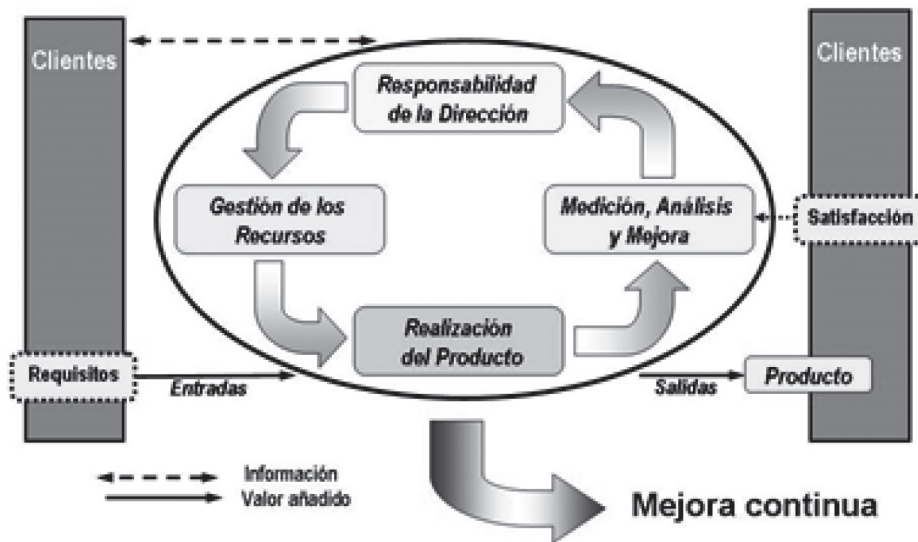 Clientes
Clientes
Responsabilidad
de la Dirección
Gestión de los
Recursos
Medición, Análisis
y Mejora
Satisfacción
Realización
del Producto
Requisitos
Entradas
Salidas
Producto
Información
Valor añadido
Mejora continua